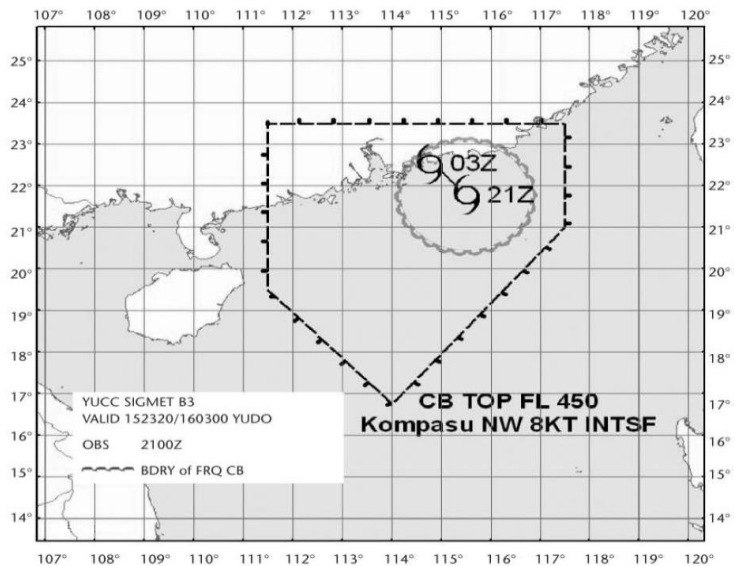 107° 108° 109° 110° 111° 112° 113° 114° 115° 116° 117° 118° 119° 120°
25° 25°
24° 24°
23° 23°
22° 22°
21° 21°
20° 20°
19° 19°
18° 18°
17° 17°
16° 16°
15° 15°
14° 14°
03Z
21Z
CB TOP FL 450
Kompasu NW 8KT INTSF
YUCC SIGMET B3
VALID 152320/160300 YUDO
OBS 2100Z
BDRY of FRQ CB
107° 108° 109° 110° 111° 112° 113° 114° 115° 116° 117° 118° 119° 120°